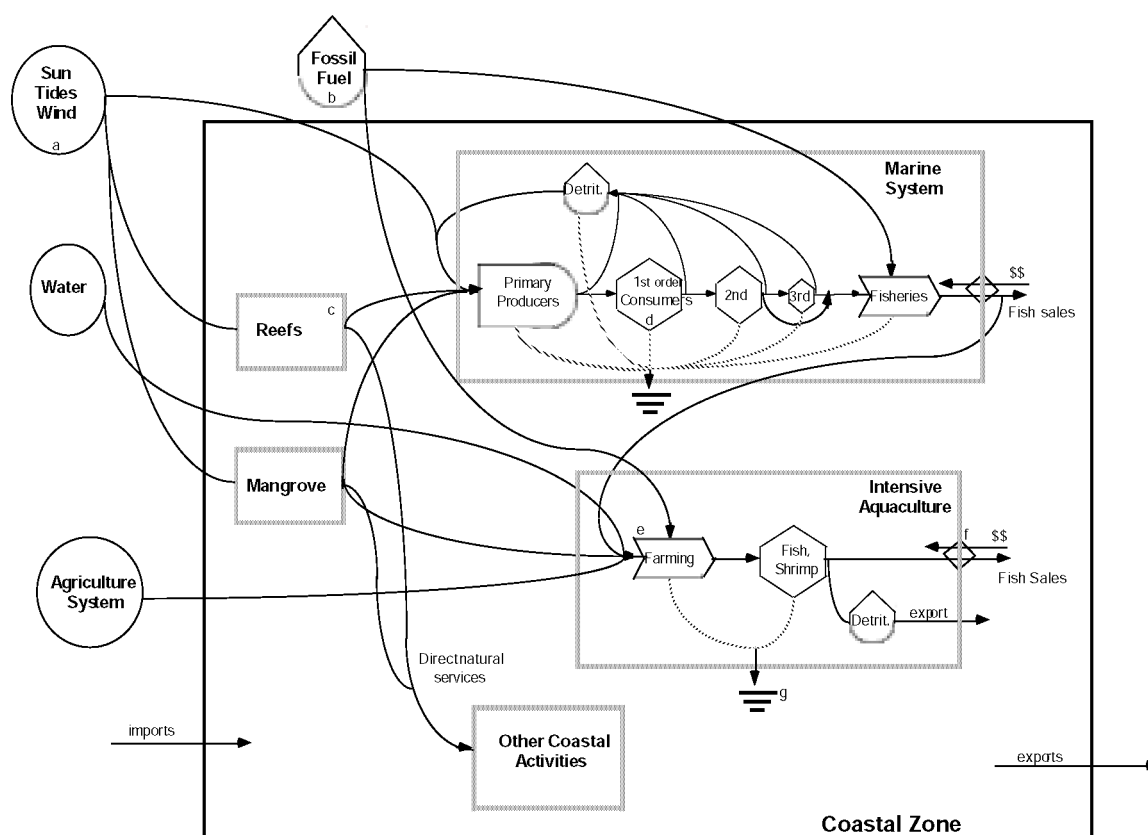 Sun
Tides
Wind
a
Fossil
Fuel
b
Marine
System
Detrit.
Water
Primary
Producers
1st order
Consumers
d
2nd
3rd
Fisheries
$$
Fish sales
Reefs
c
Mangrove
Intensive
Aquaculture
e
Farming
Fish,
Shrimp
f
$$
Fish Sales
Agriculture
System
Detrit.
export
Directnatural
services
g
imports
Other Coastal
Activities
exports
Coastal Zone